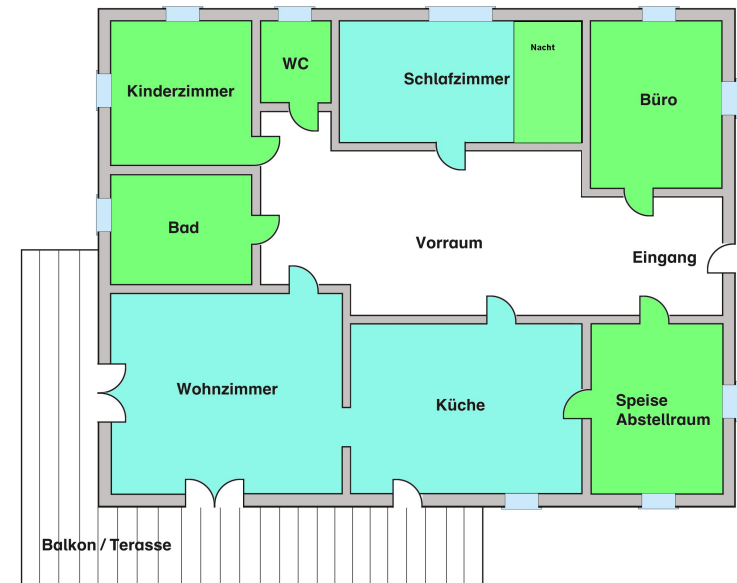 Nacht
WC
Schlafzimmer
Kinderzimmer
Büro
Bad
Vorraum
Eingang
Wohnzimmer
Küche
Speise
Abstellraum
Balkon / Terasse